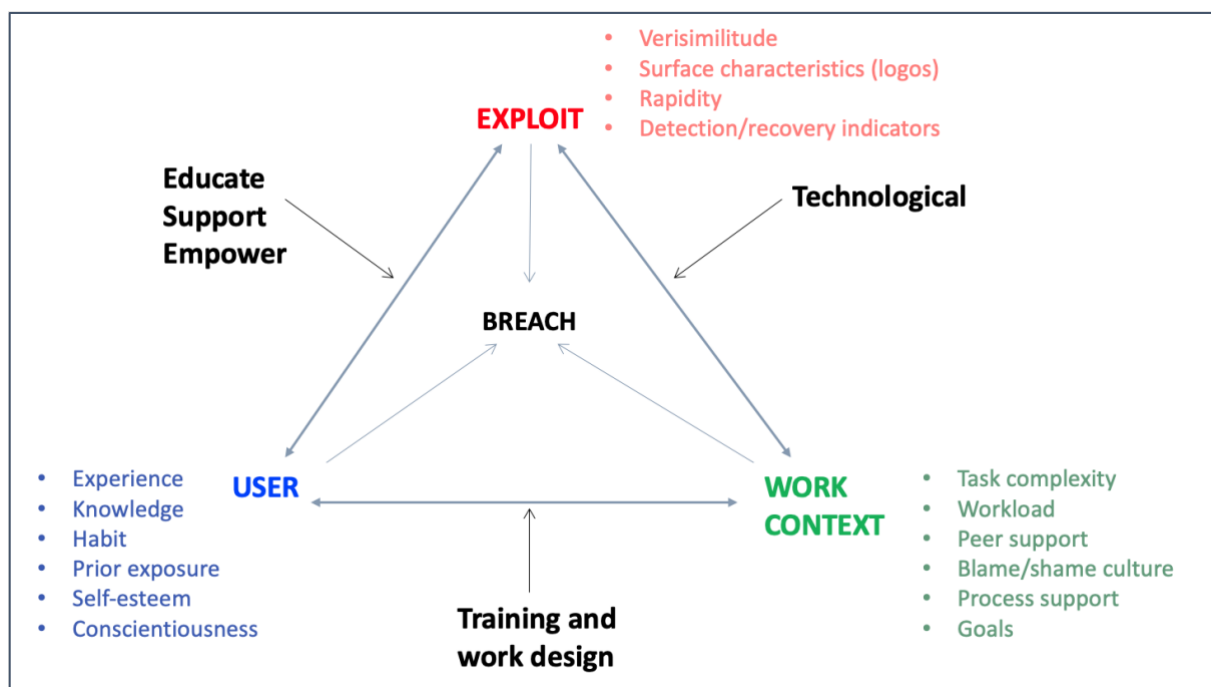 • Verisimilitude
• Surface characteristics (logos)
• Rapidity
• Detection/recovery indicators
EXPLOIT
Educate
Support
Empower
Technological
BREACH
• Experience
• Knowledge
• Habit
• Prior exposure
• Self-esteem
• Conscientiousness
USER
WORK
CONTEXT
• Task complexity
• Workload
• Peer support
• Blame/shame culture
• Process support
• Goals
Training and
work design